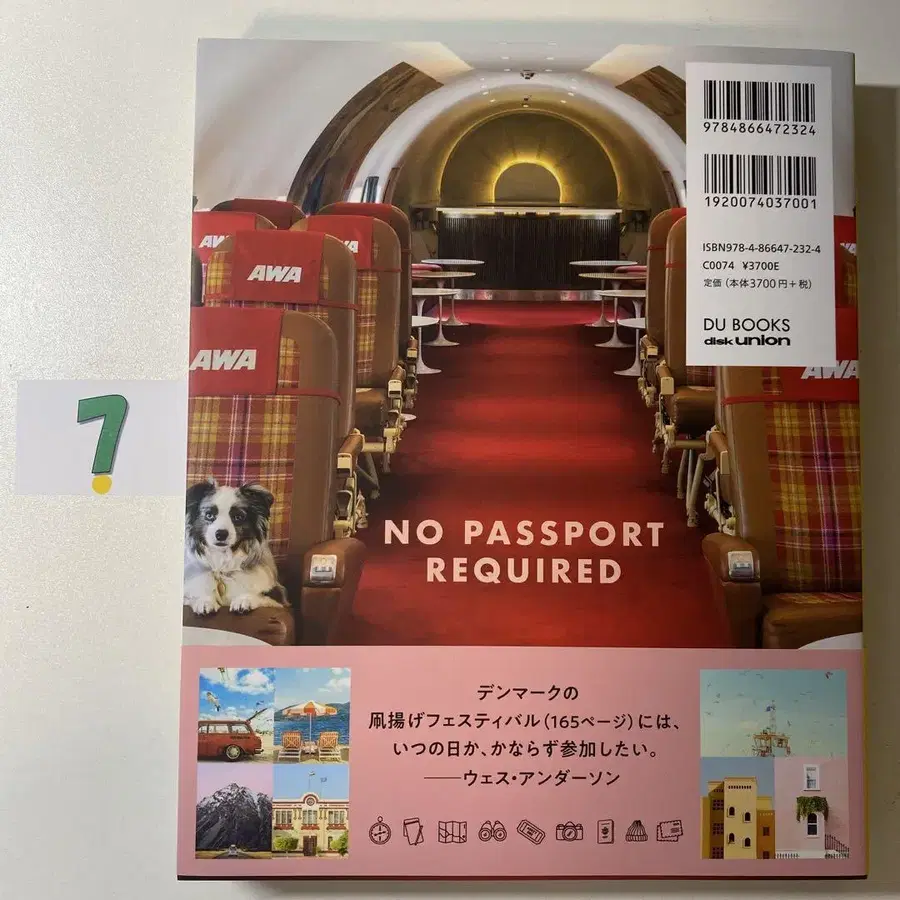 9784866472324
1920074037001
ISBN978-4-86647-232-4
C0074 ¥3700E
定価(本体3700円+税)
DU BOOKS
disk union
AWA
AWA
AWA
AWA
7
NO PASSPORT
REQUIRED
デンマークの
凧揚げフェスティバル(165ページ)には、
いつの日か、かならず参加したい。
——ウェス・アンダーソン